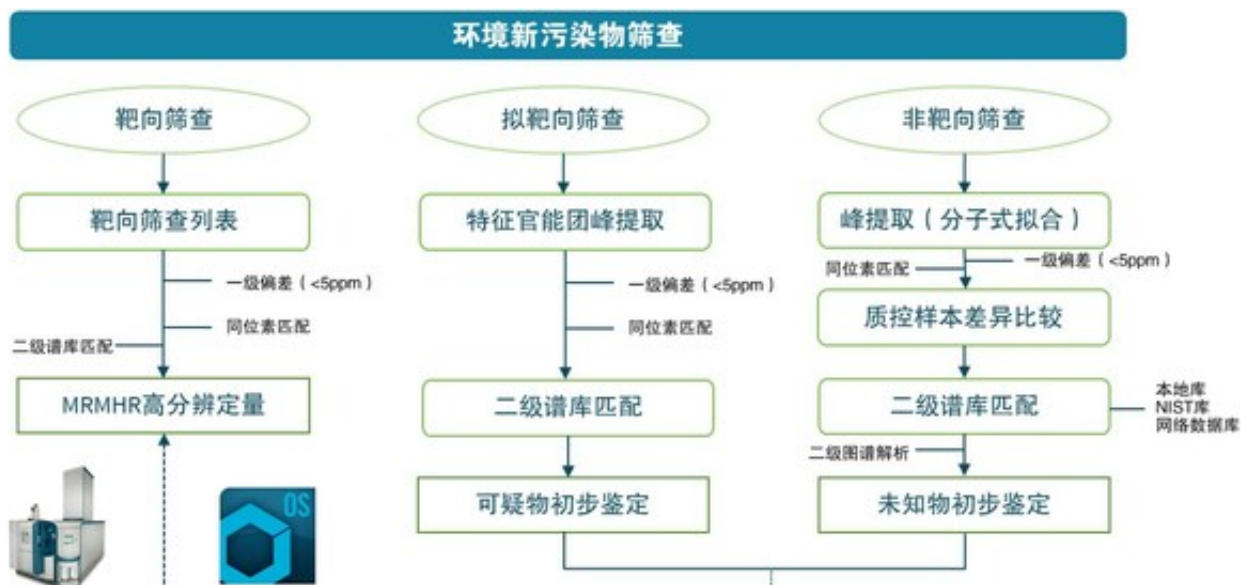 环境新污染物筛查
靶向筛查
靶向筛查列表
一级偏差（<5ppm）
同位素匹配
二级谱库匹配
MRMHR高分辨定量
OS
拟靶向筛查
特征官能团峰提取
一级偏差（<5ppm）
同位素匹配
二级谱库匹配
可疑物初步鉴定
非靶向筛查
峰提取（分子式拟合）
一级偏差（<5ppm）
同位素匹配
质控样本差异比较
二级谱库匹配
本地库
NIST库
网络数据库
二级图谱解析
未知物初步鉴定